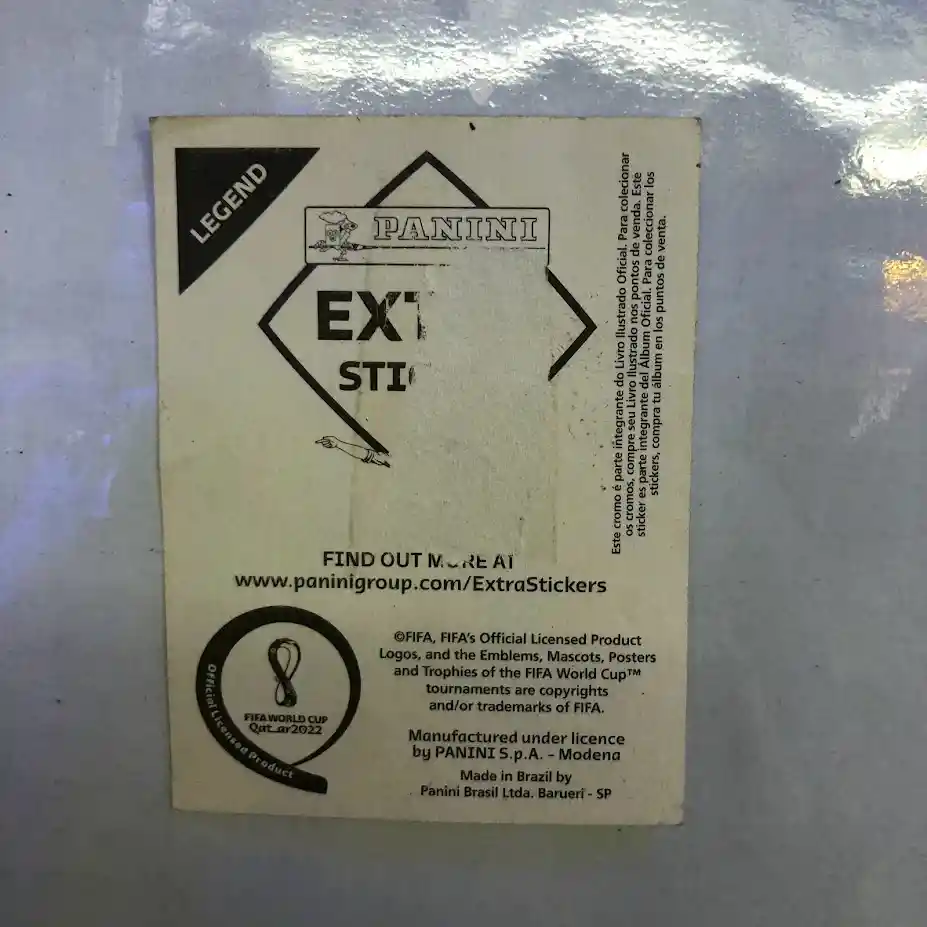 LEGEND
PANINI
EXT
STI
FIND OUT MORE AT
www.paninigroup.com/ExtraStickers
Este cromo é parte integrante do Livro Ilustrado Oficial. Para colecionar
os cromos, compre seu Livro Ilustrado nos pontos de venda. Este
sticker es parte integrante del Álbum Oficial. Para coleccionar los
stickers, compra tu álbum en los puntos de venta.
Official Licensed Product
FIFA WORLD CUP
Qatar2022
©FIFA, FIFA's Official Licensed Product
Logos, and the Emblems, Mascots, Posters
and Trophies of the FIFA World Cup™
tournaments are copyrights
and/or trademarks of FIFA.
Manufactured under licence
by PANINI S.p.A. - Modena
Made in Brazil by
Panini Brasil Ltda. Barueri - SP